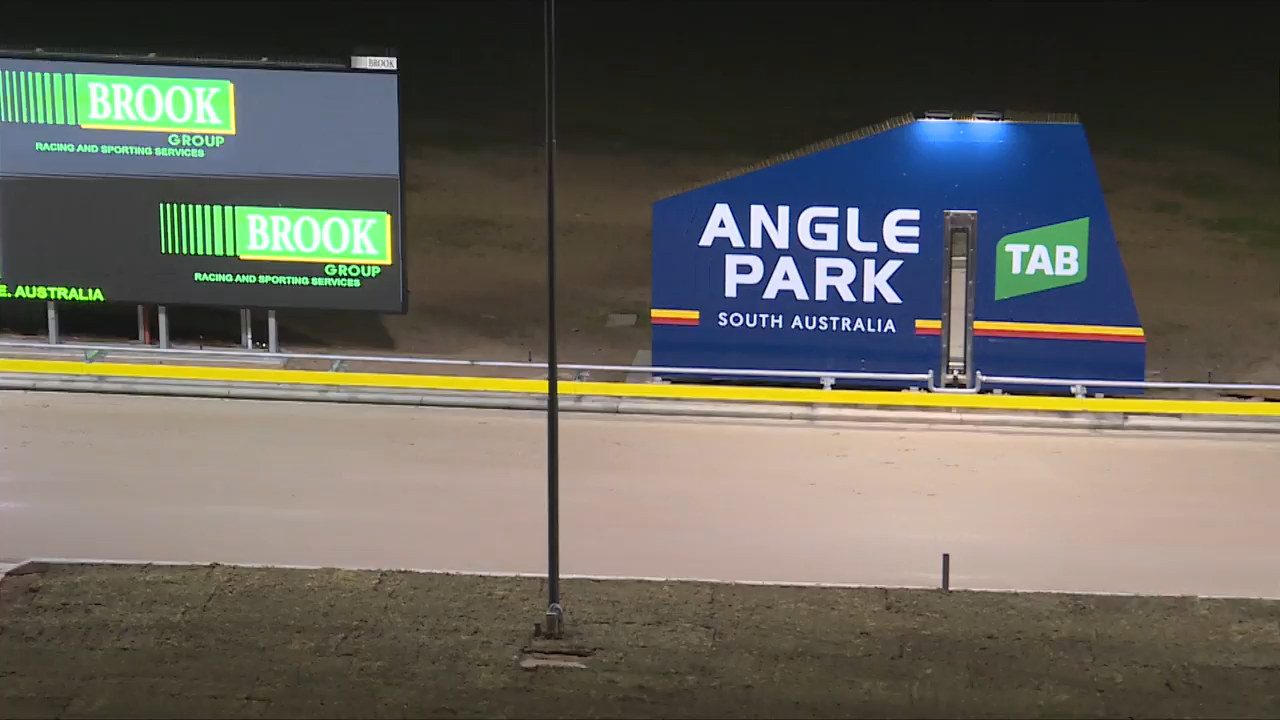 BROOK
BROOK
GROUP
RACING AND SPORTING SERVICES
BROOK
GROUP
RACING AND SPORTING SERVICES
E. AUSTRALIA
ANGLE
PARK
SOUTH AUSTRALIA
TAB